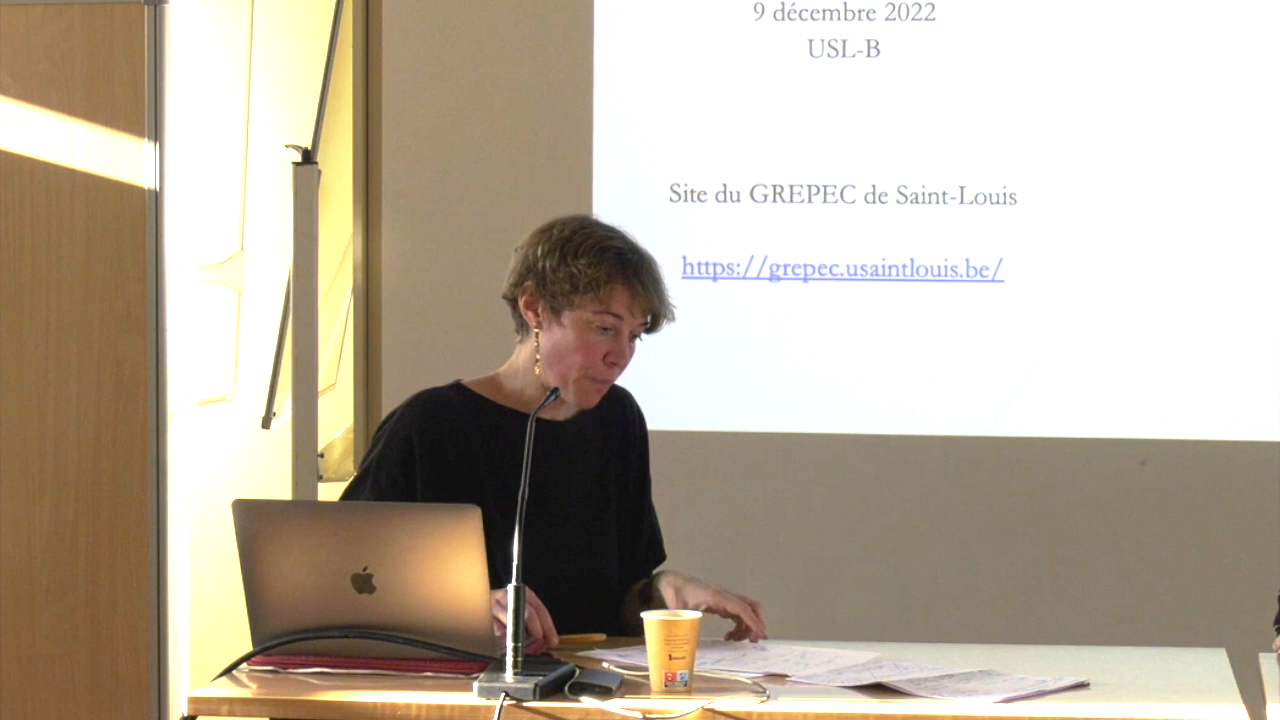 9 décembre 2022
USL-B
Site du GREPEC de Saint-Louis
https://grepec.usaintlouis.be/